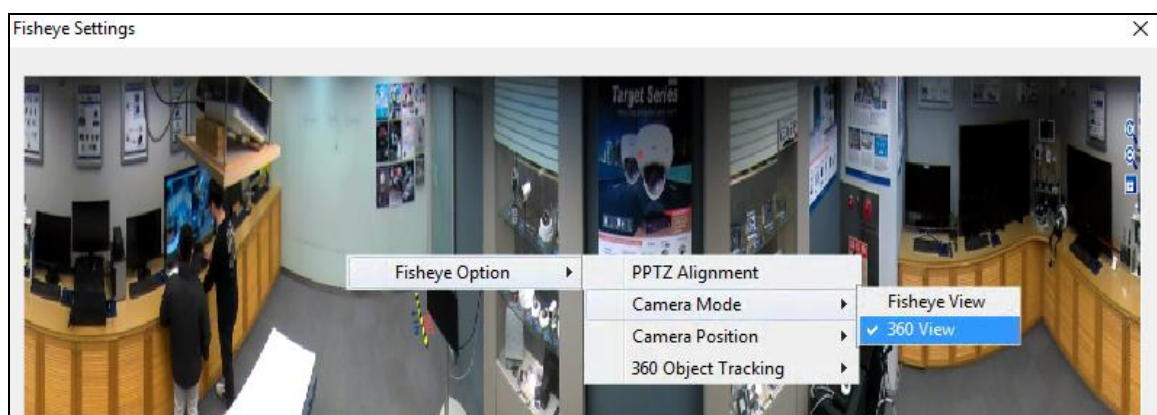 Fisheye Settings
Target Series
Fisheye Option
PPTZ Alignment
Camera Mode
Fisheye View
360 View
Camera Position
360 Object Tracking